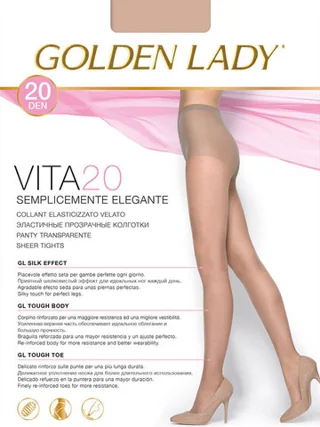 GOLDEN LADY
20
DEN
VITA20
SEMPLICEMENTE ELEGANTE
COLLANT ELASTICIZZATO VELATO
ЭЛАСТИЧНЫЕ ПРОЗРАЧНЫЕ КОЛГОТКИ
PANTY TRANSPARENTE
SHEER TIGHTS
GL SILK EFFECT
Piacevole effetto seta per gambe perfette ogni giorno.
Приятный шелковистый эффект для идеальных ног каждый день.
Agradable efecto seda para unas piernas perfectas.
Silky touch for perfect legs.
GL TOUGH BODY
Corpino rinforzato per una maggiore resistenza ed una migliore vestibilità.
Усиленная верхняя часть обеспечивает идеальное облегание и
большую прочность.
Braguita reforzada para una mayor resistencia y un ajuste perfecto.
Re-inforced body for more resistance and better wearability.
GL TOUGH TOE
Delicato rinforzo sulle punte per una più lunga durata.
Деликатное уплотнение носка для более длительного использования.
Delicado refuerzo en la puntera para una mayor duración.
Finely re-inforced toes for more resistance.